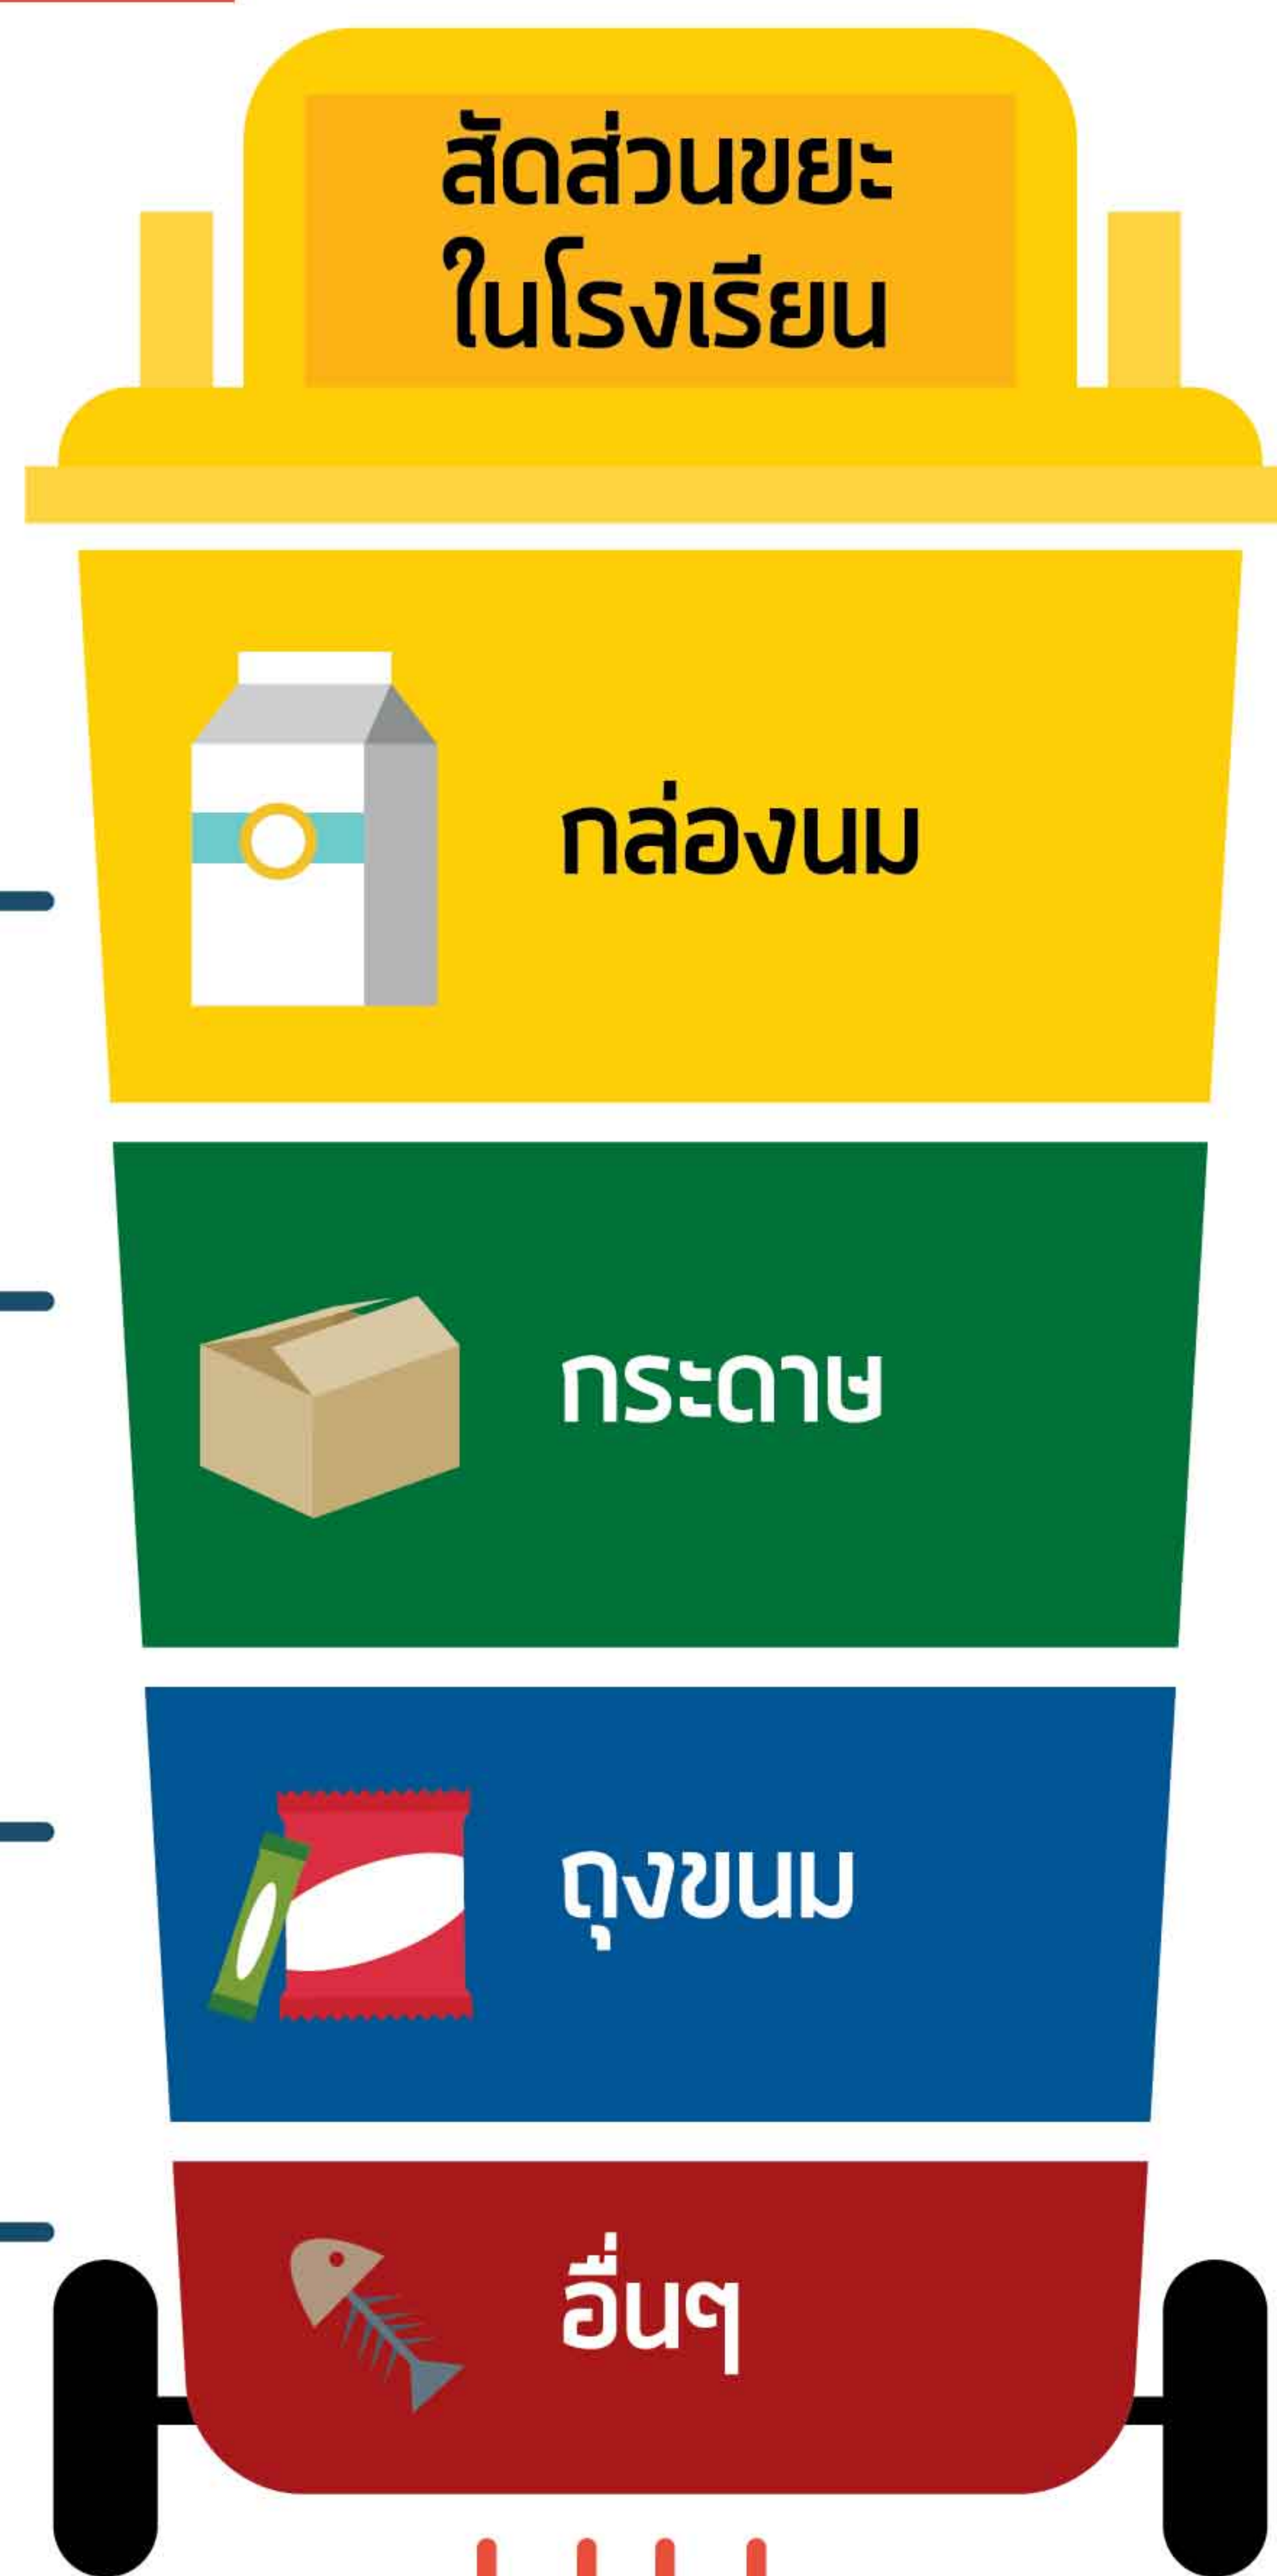 สัดส่วนขยะ
ในโรงเรียน
กล่องนม
กระดาษ
ถุงขนม
อื่นๆ